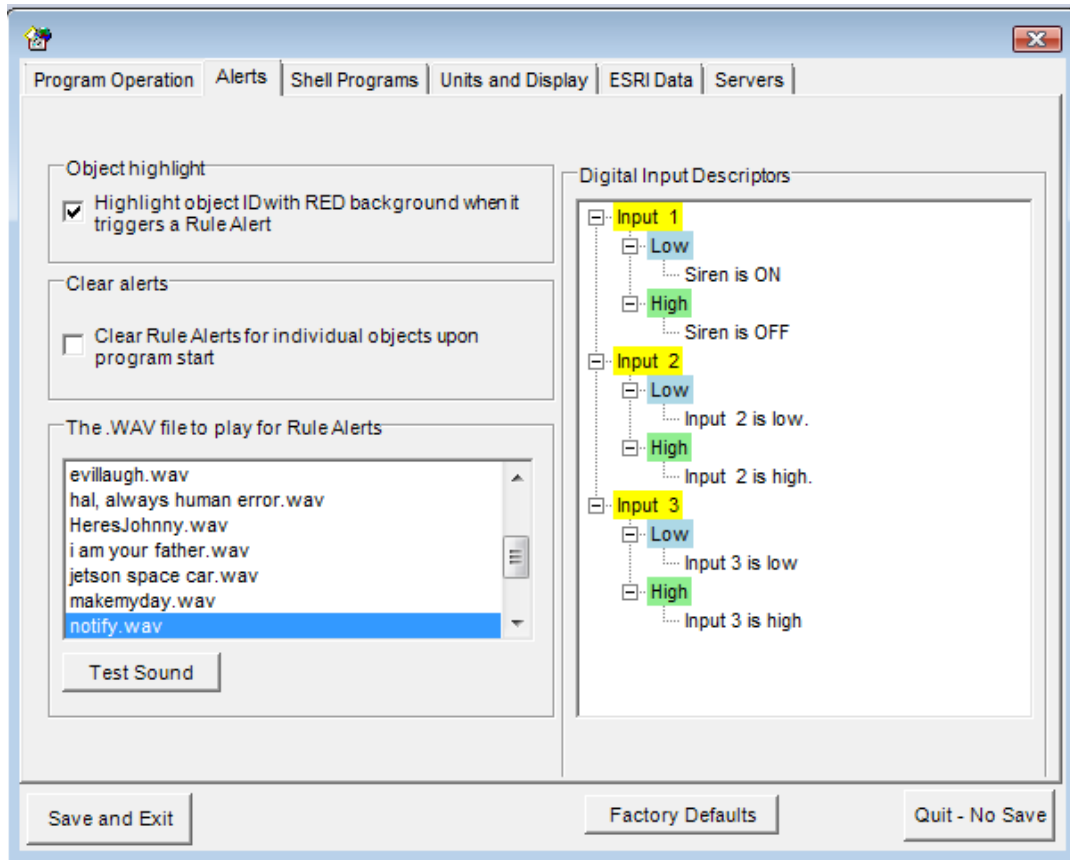 Program Operation Alerts Shell Programs Units and Display ESRI Data Servers
Object highlight
Highlight object ID with RED background when it
triggers a Rule Alert
Clear alerts
Clear Rule Alerts for individual objects upon
program start
The .WAV file to play for Rule Alerts
evillaugh.wav
hal, always human error.wav
HeresJohnny.wav
i am your father.wav
jetson space car.wav
makemyday.wav
notify.wav
Test Sound
Digital Input Descriptors
Input 1
Low
Siren is ON
High
Siren is OFF
Input 2
Low
Input 2 is low.
High
Input 2 is high.
Input 3
Low
Input 3 is low
High
Input 3 is high
Save and Exit Factory Defaults Quit - No Save